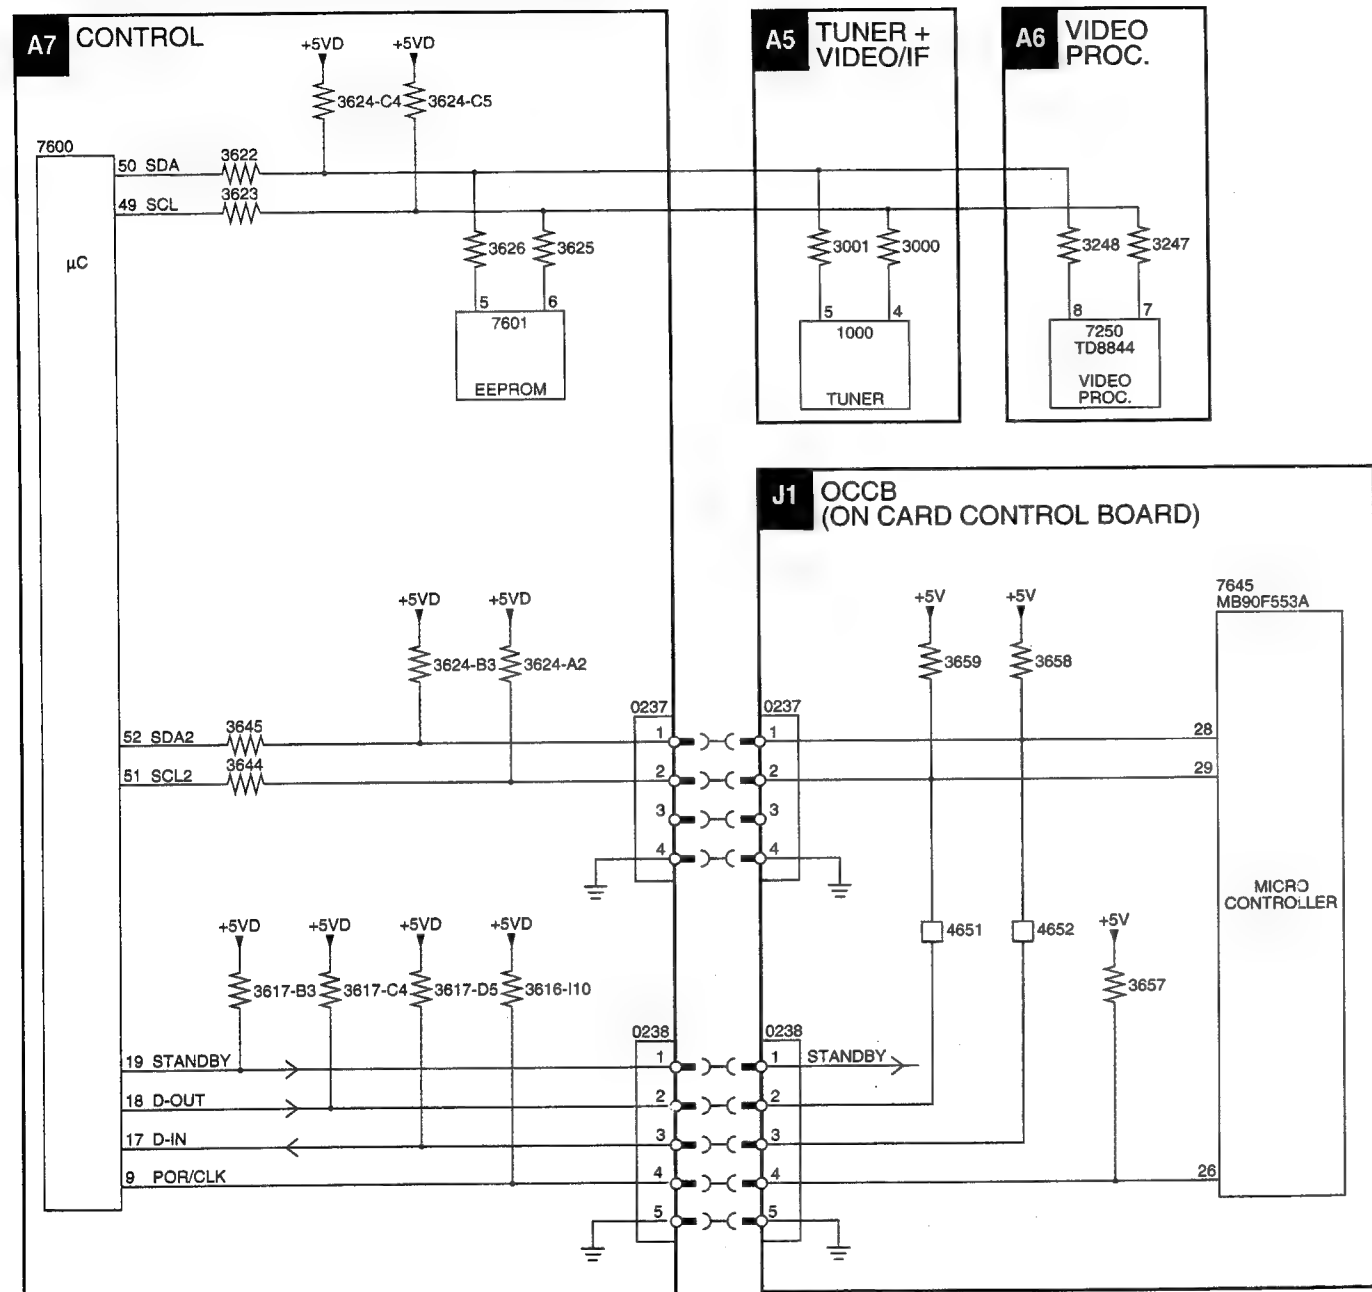 A7 CONTROL
+5VD +5VD
3624-C4 3624-C5
7600
50 SDA 3622
49 SCL 3623
µC
3626 3625
5 6
7601
EEPROM
A5 TUNER +
VIDEO/IF
3001 3000
5 4
1000
TUNER
A6 VIDEO
PROC.
3248 3247
8 7
7250
TD8844
VIDEO
PROC.
J1 OCCB
(ON CARD CONTROL BOARD)
+5VD +5VD
3624-B3 3624-A2
52 SDA2 3645
51 SCL2 3644
0237
1
2
3
4
0237
1
2
3
4
+5V +5V
3659 3658
7645
MB90F553A
28
29
MICRO
CONTROLLER
4651 4652
+5V
3657
26
+5VD +5VD +5VD +5VD
3617-B3 3617-C4 3617-D5 3616-I10
19 STANDBY
18 D-OUT
17 D-IN
9 POR/CLK
0238
1
2
3
4
5
0238
1 STANDBY
2
3
4
5